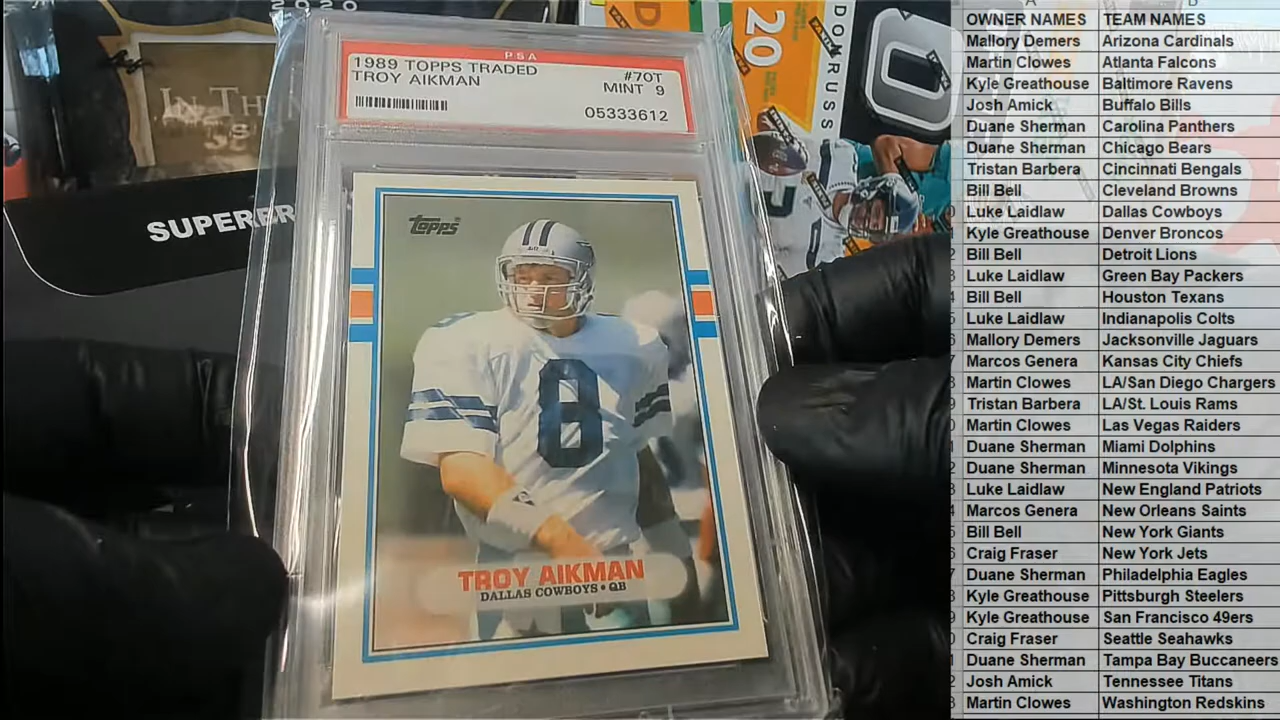 2020
IN TH
SUPERFR
PSA
1989 TOPPS TRADED #70T
TROY AIKMAN MINT 9
05333612
Topps
8
TROY AIKMAN
DALLAS COWBOYS • QB
20
DONRUSS
OWNER NAMES TEAM NAMES
Mallory Demers Arizona Cardinals
Martin Clowes Atlanta Falcons
Kyle Greathouse Baltimore Ravens
Josh Amick Buffalo Bills
Duane Sherman Carolina Panthers
Duane Sherman Chicago Bears
Tristan Barbera Cincinnati Bengals
Bill Bell Cleveland Browns
Luke Laidlaw Dallas Cowboys
Kyle Greathouse Denver Broncos
Bill Bell Detroit Lions
Luke Laidlaw Green Bay Packers
Bill Bell Houston Texans
Luke Laidlaw Indianapolis Colts
Mallory Demers Jacksonville Jaguars
Marcos Genera Kansas City Chiefs
Martin Clowes LA/San Diego Chargers
Tristan Barbera LA/St. Louis Rams
Martin Clowes Las Vegas Raiders
Duane Sherman Miami Dolphins
Duane Sherman Minnesota Vikings
Luke Laidlaw New England Patriots
Marcos Genera New Orleans Saints
Bill Bell New York Giants
Craig Fraser New York Jets
Duane Sherman Philadelphia Eagles
Kyle Greathouse Pittsburgh Steelers
Kyle Greathouse San Francisco 49ers
Craig Fraser Seattle Seahawks
Duane Sherman Tampa Bay Buccaneers
Josh Amick Tennessee Titans
Martin Clowes Washington Redskins